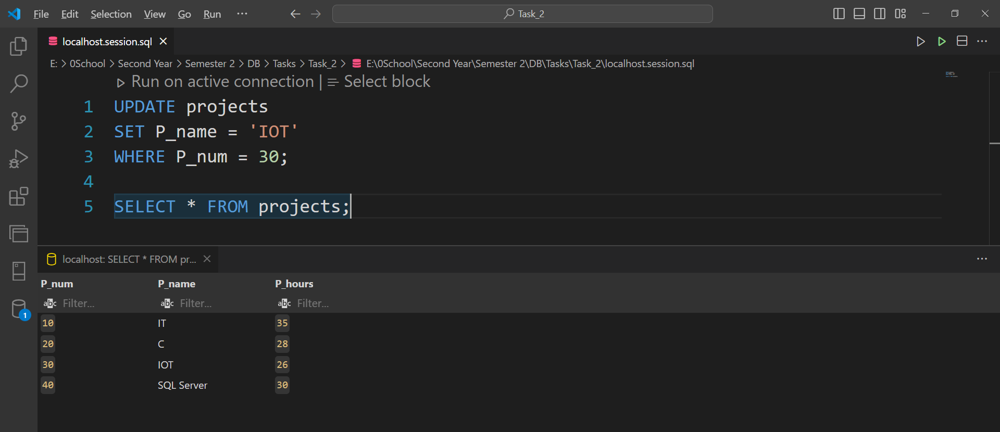 File Edit Selection View Go Run ··· Task_2
localhost.session.sql
E: > 0School > Second Year > Semester 2 > DB > Tasks > Task_2 > E:\0School\Second Year\Semester 2\DB\Tasks\Task_2\localhost.session.sql
Run on active connection | Select block
1 UPDATE projects
2 SET P_name = 'IOT'
3 WHERE P_num = 30;
4
5 SELECT * FROM projects;
localhost: SELECT * FROM pr...
P_num P_name P_hours
abc Filter... abc Filter... abc Filter...
10 IT 35
20 C 28
30 IOT 26
40 SQL Server 30
1